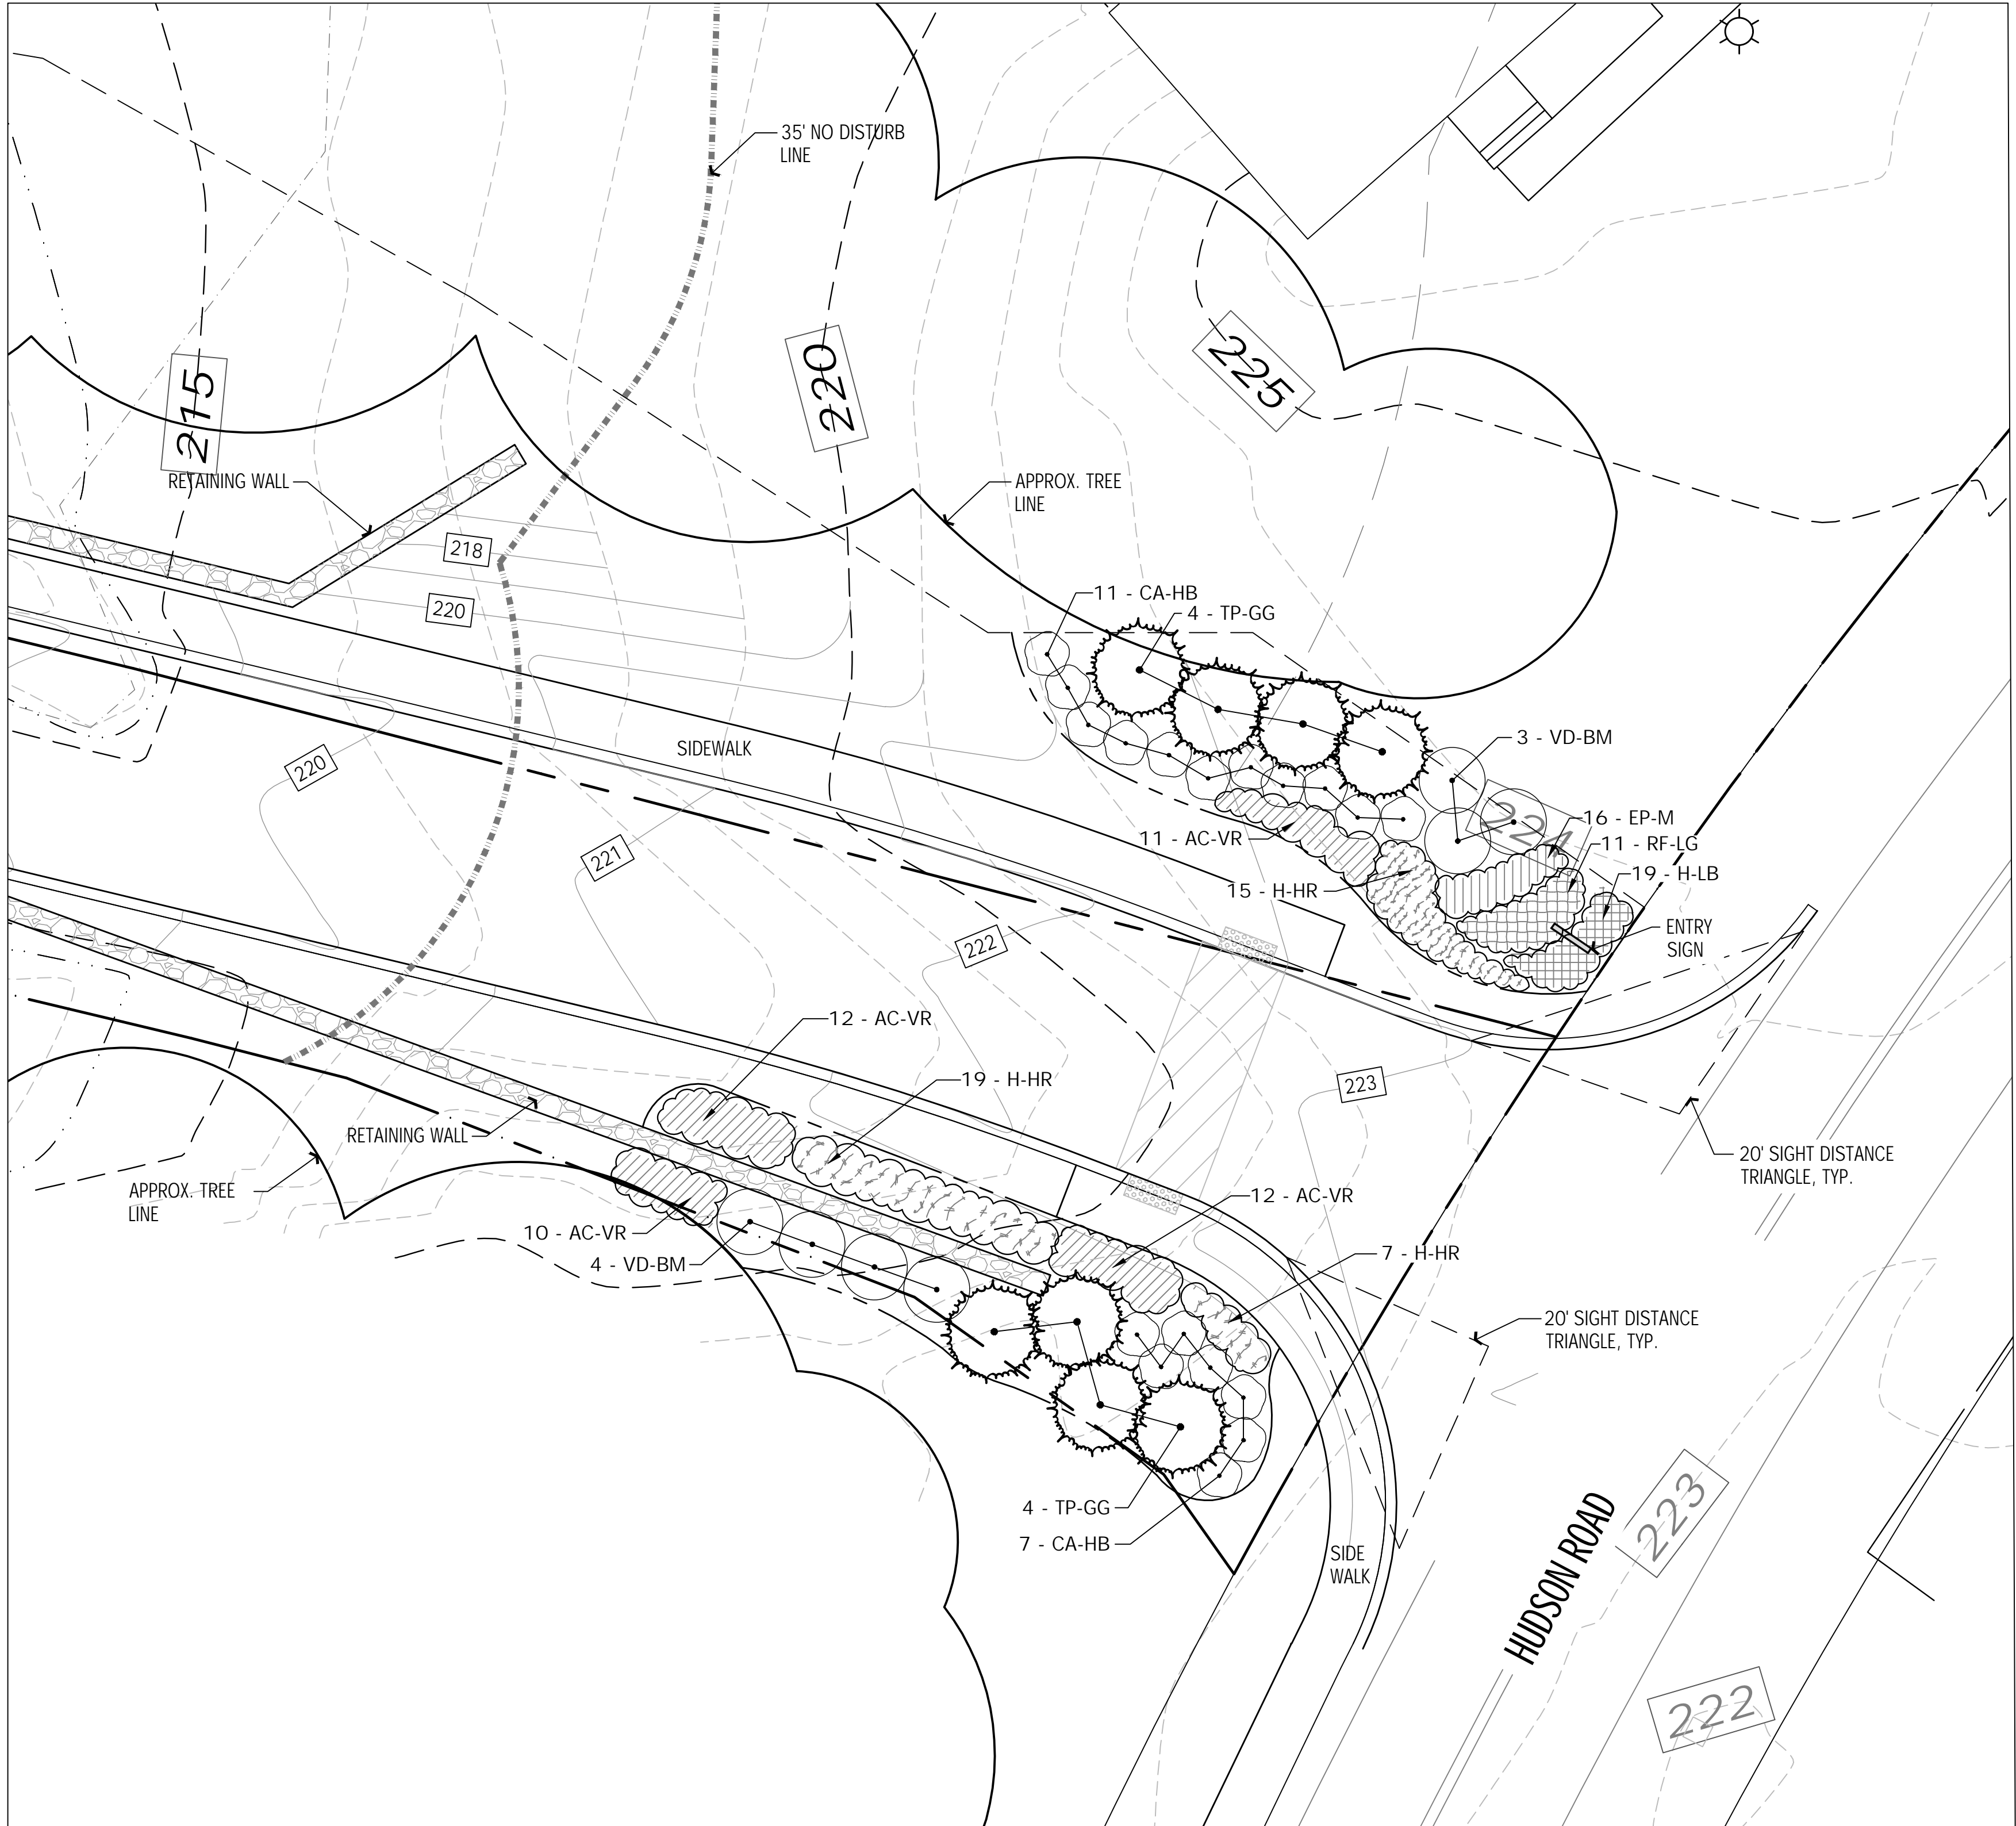 35' NO DISTURB
LINE
215
220
225
RETAINING WALL
APPROX. TREE
LINE
218
220
11 - CA-HB
4 - TP-GG
3 - VD-BM
SIDEWALK
220
221
224
16 - EP-M
11 - RF-LG
19 - H-LB
11 - AC-VR
15 - H-HR
ENTRY
SIGN
222
12 - AC-VR
19 - H-HR
223
RETAINING WALL
20' SIGHT DISTANCE
TRIANGLE, TYP.
APPROX. TREE
LINE
12 - AC-VR
10 - AC-VR
4 - VD-BM
7 - H-HR
20' SIGHT DISTANCE
TRIANGLE, TYP.
4 - TP-GG
7 - CA-HB
SIDE
WALK
HUDSON ROAD
223
222